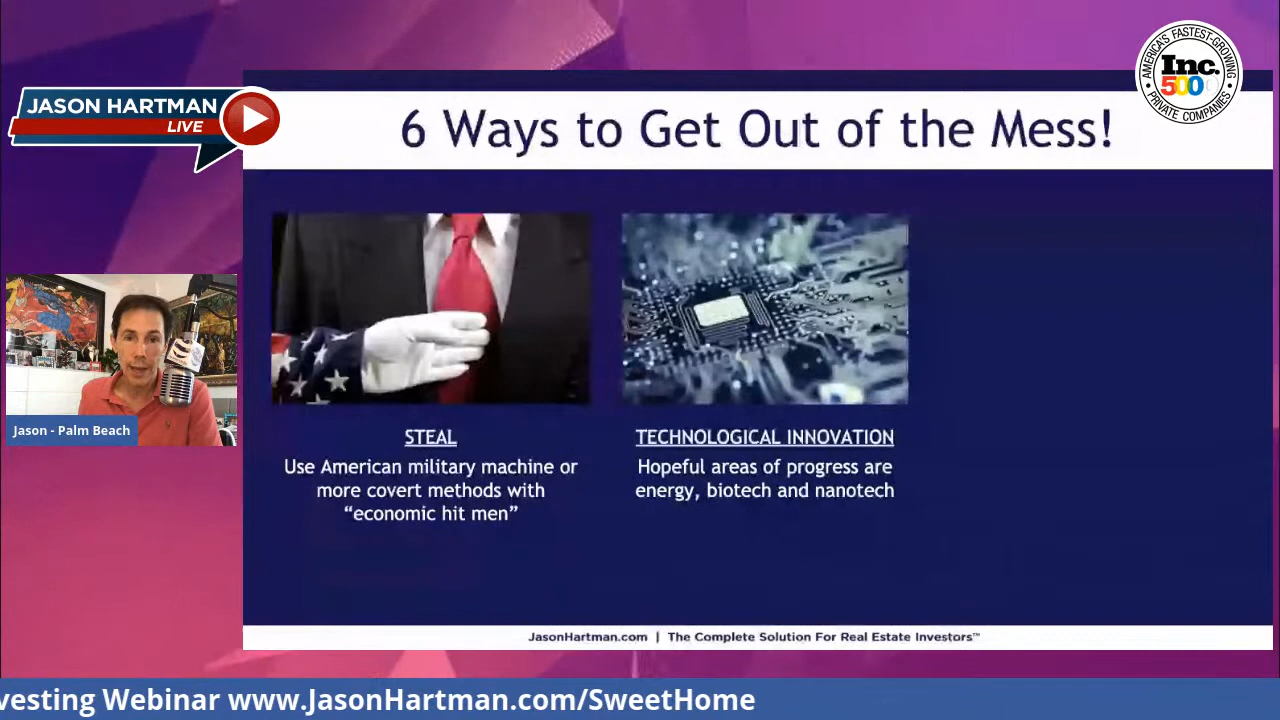 AMERICA'S FASTEST-GROWING
Inc.
500
PRIVATE COMPANIES
JASON HARTMAN
LIVE
6 Ways to Get Out of the Mess!
Jason - Palm Beach
STEAL
Use American military machine or
more covert methods with
“economic hit men”
TECHNOLOGICAL INNOVATION
Hopeful areas of progress are
energy, biotech and nanotech
JasonHartman.com | The Complete Solution For Real Estate Investors™
vesting Webinar www.JasonHartman.com/SweetHome